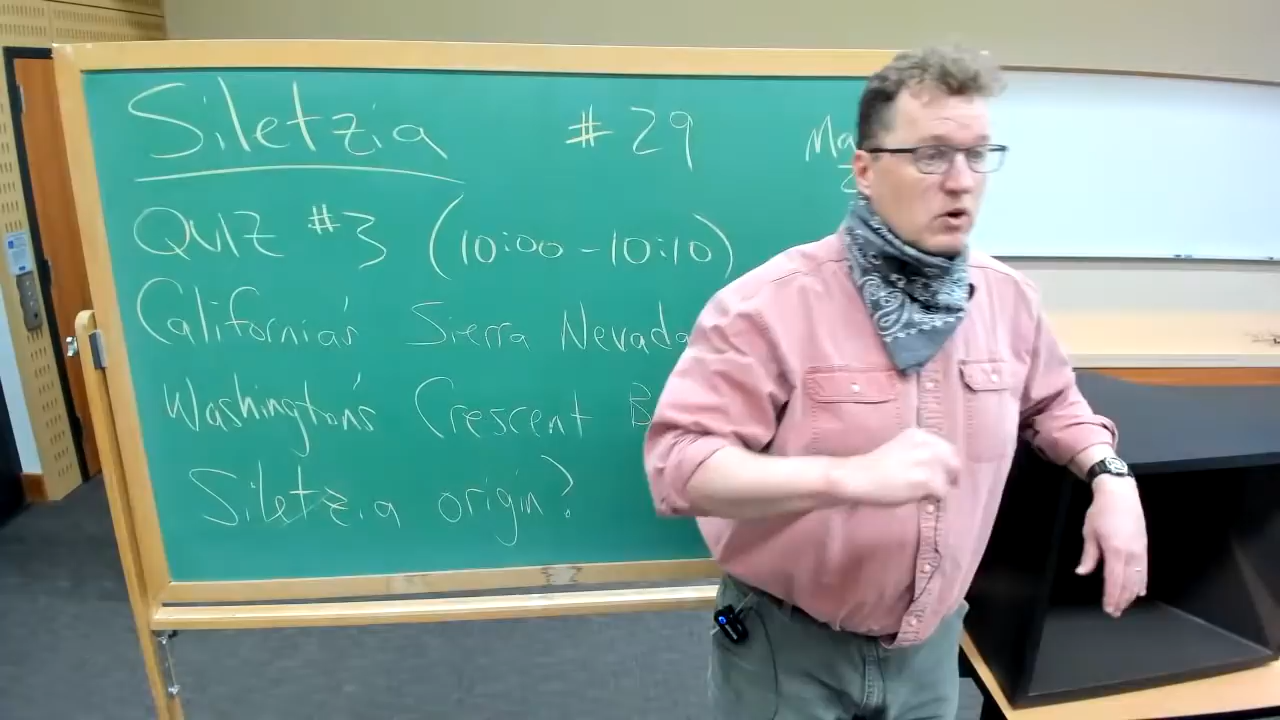 Siletzia #29
QUIZ #3 (10:00-10:10)
California's Sierra Nevada
Washington's Crescent
Siletzia origin?